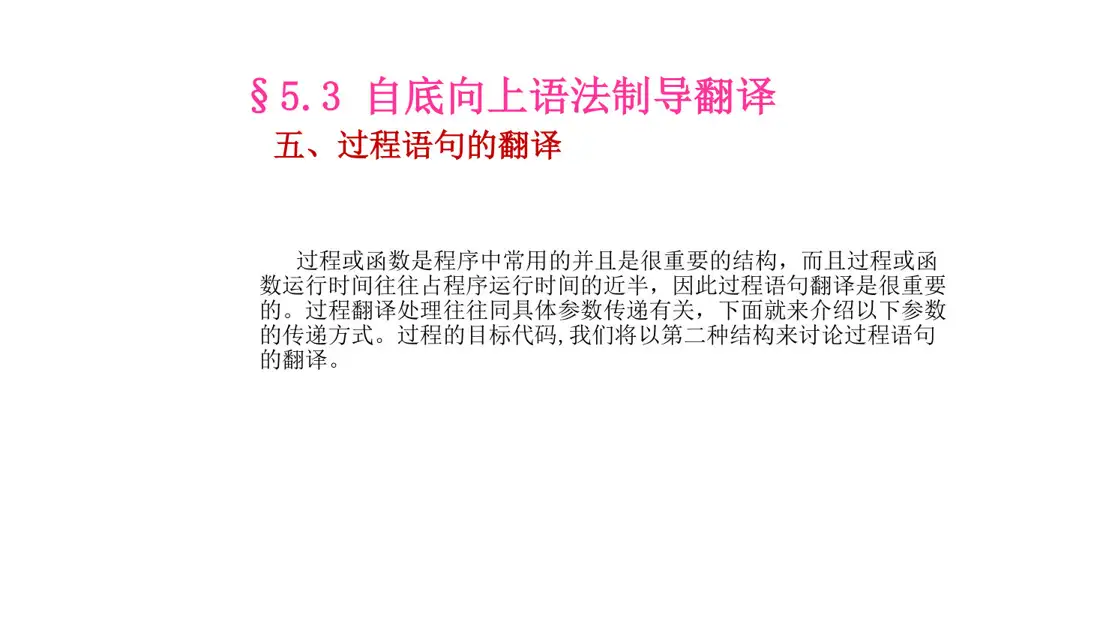 §5.3 自底向上语法制导翻译
五、过程语句的翻译
过程或函数是程序中常用的并且是很重要的结构，而且过程或函
数运行时间往往占程序运行时间的近半，因此过程语句翻译是很重要
的。过程翻译处理往往同具体参数传递有关，下面就来介绍以下参数
的传递方式。过程的目标代码,我们将以第二种结构来讨论过程语句
的翻译。